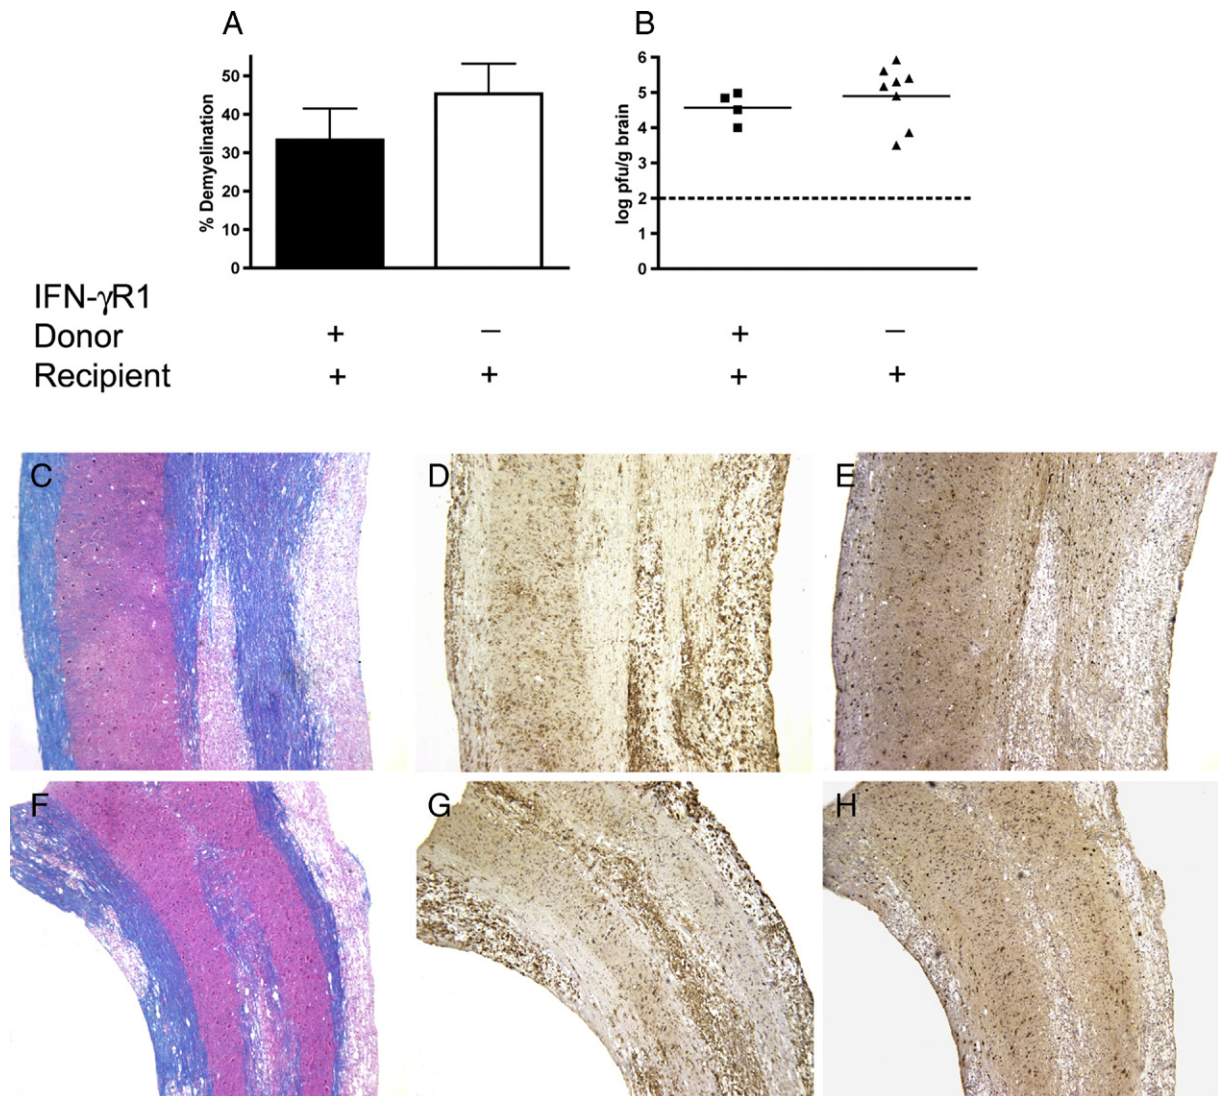 A
% Demyelination
50
40
30
20
10
0
B
log pfu/g brain
6
5
4
3
2
1
0
IFN-γR1
Donor + – + –
Recipient + + + +
C D E
F G H